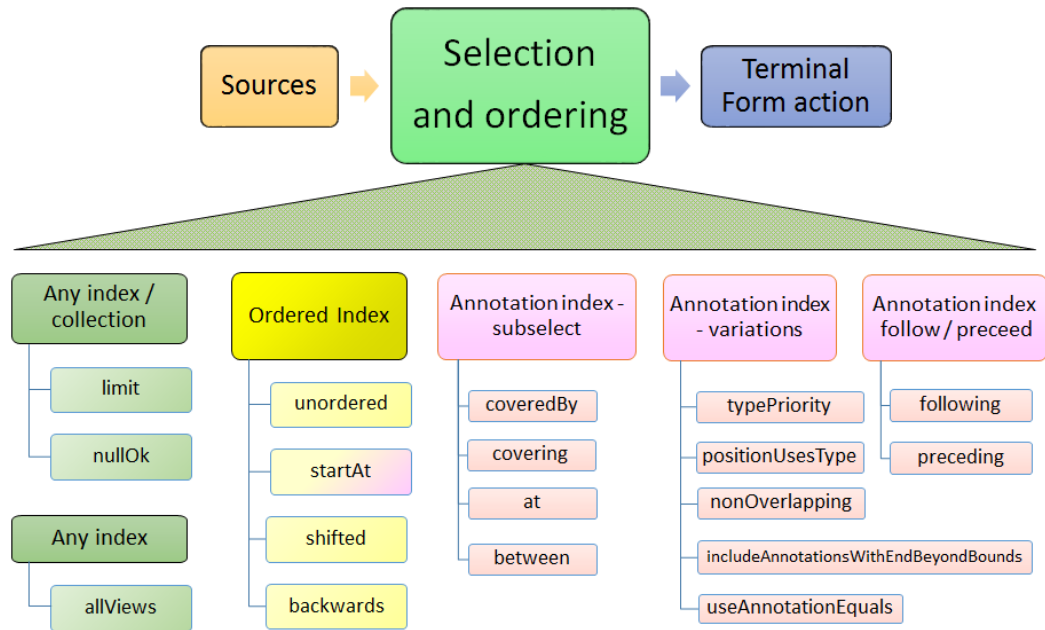 Sources
Selection
and ordering
Terminal
Form action
Any index /
collection
limit
nullOk
Any index
allViews
Ordered Index
unordered
startAt
shifted
backwards
Annotation index -
subselect
coveredBy
covering
at
between
Annotation index
- variations
typePriority
positionUsesType
nonOverlapping
includeAnnotationsWithEndBeyondBounds
useAnnotationEquals
Annotation index
follow / preceed
following
preceding